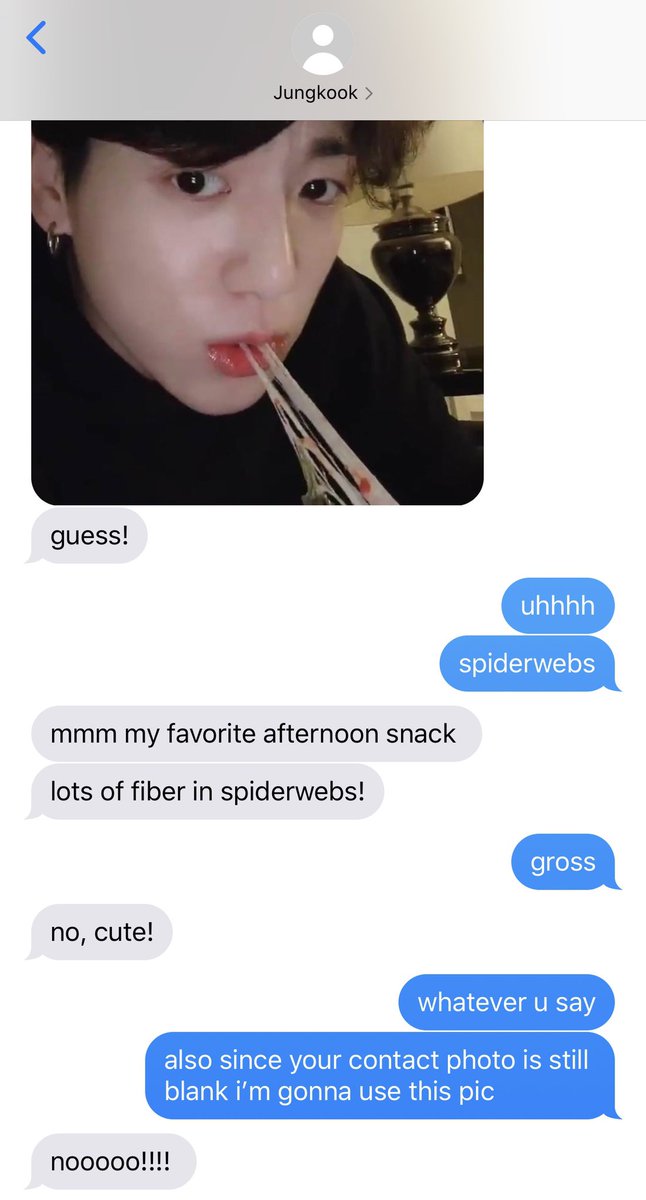 Jungkook
guess!
uhhhh
spiderwebs
mmm my favorite afternoon snack
lots of fiber in spiderwebs!
gross
no, cute!
whatever u say
also since your contact photo is still
blank i’m gonna use this pic
nooooo!!!!